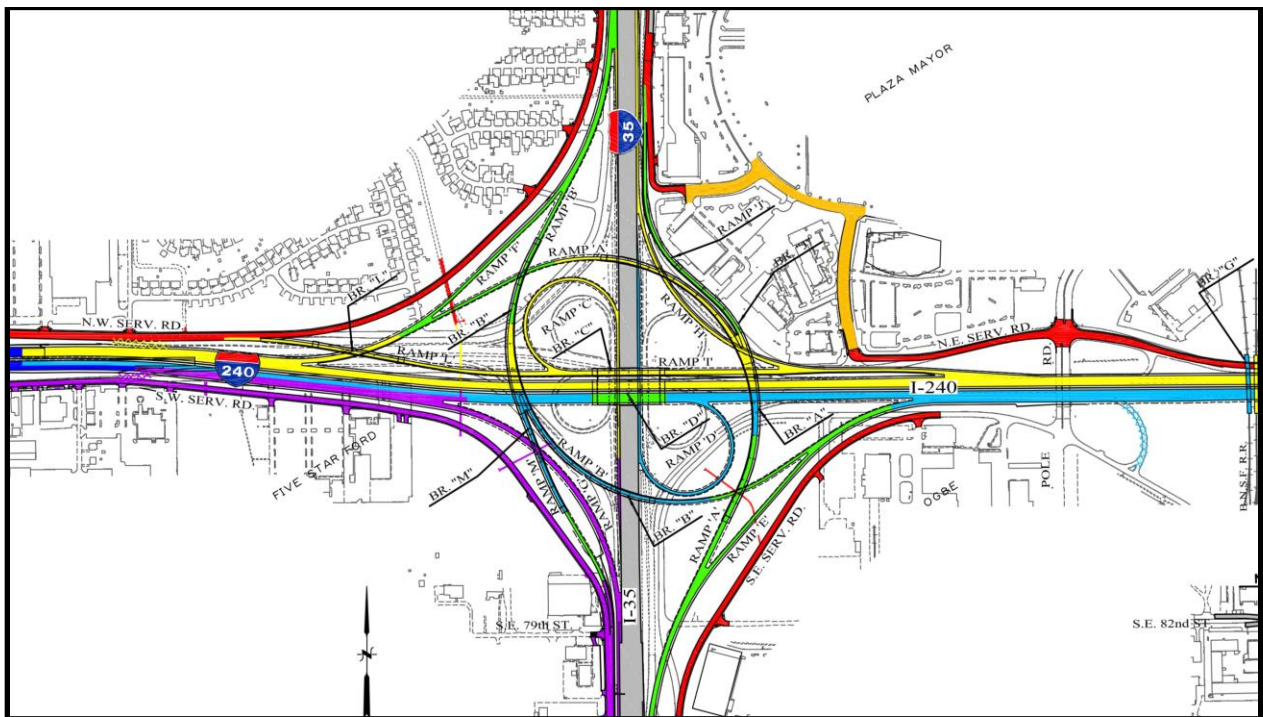 PLAZA MAYOR
35
RAMP 'B'
RAMP 'J'
RAMP 'F'
RAMP 'A'
BR. "L"
BR. "G"
RAMP 'C'
N.W. SERV. RD.
BR. "B"
BR. "C"
RAMP 'H'
N.E. SERV. RD.
RD.
RAMP 'I'
240
I-240
S.W. SERV. RD.
BR. "D"
BR. "A"
RAMP 'D'
FIVE STAR FORD
RAMP 'B'
POLE
OGBE
B.N.S.F. R.R.
BR. "M"
RAMP 'M'
RAMP 'G'
BR. "B"
RAMP 'A'
RAMP 'E'
S.E. SERV. RD.
I-35
S.E. 79th ST.
S.E. 82nd ST.
N